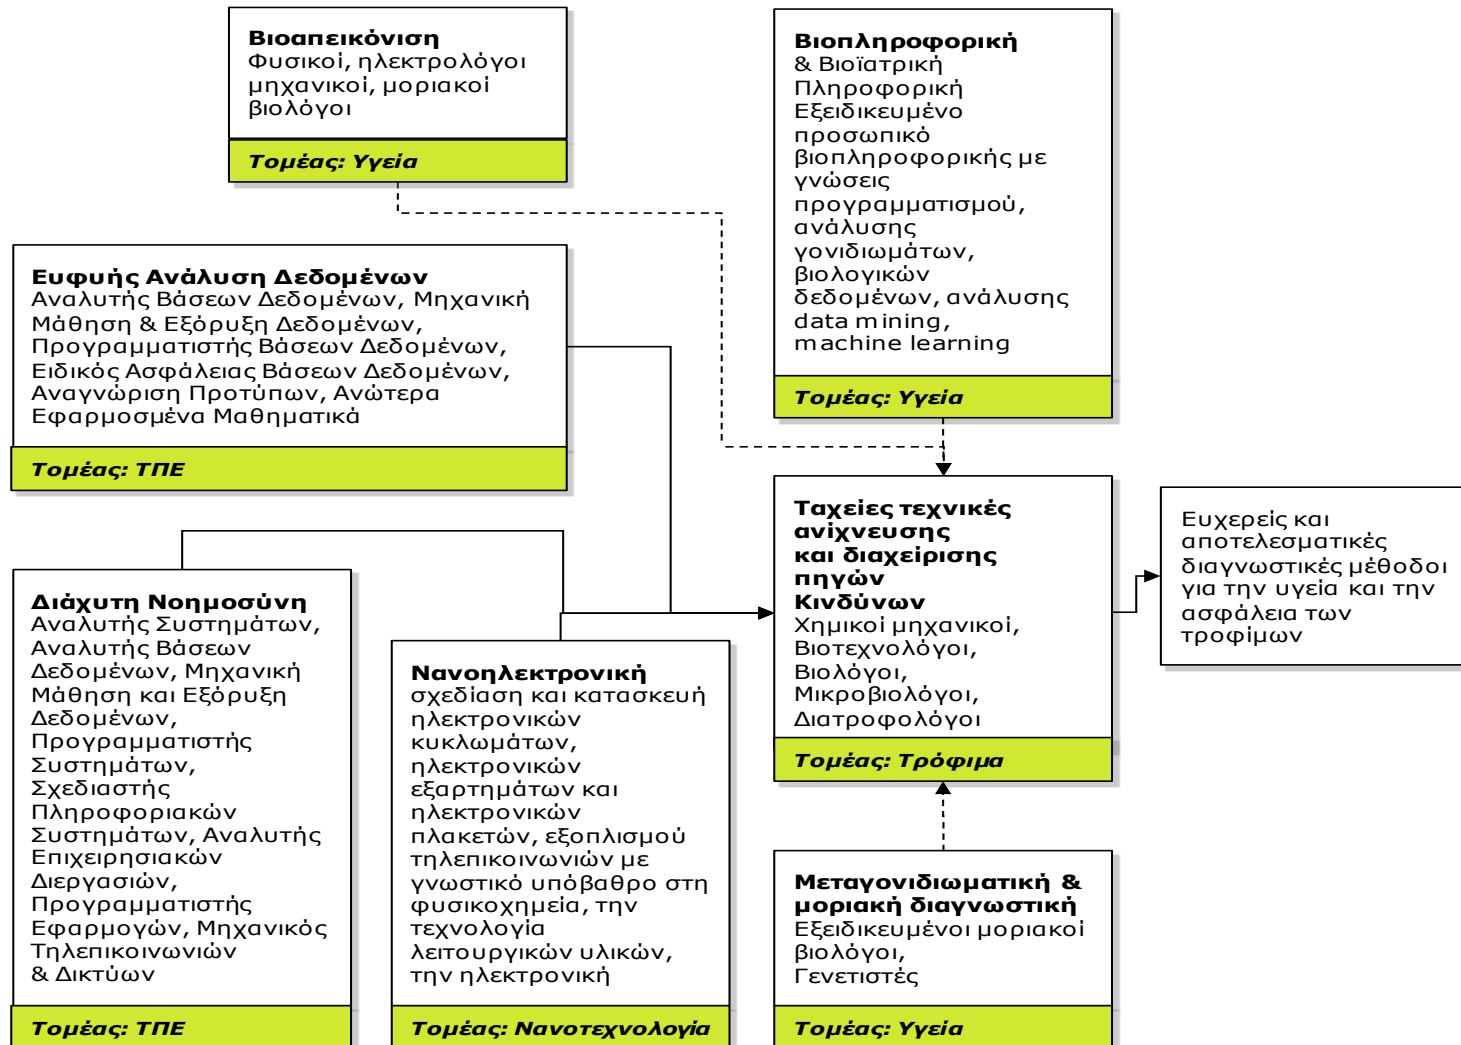 Βιοαπεικόνιση
Φυσικοί, ηλεκτρολόγοι
μηχανικοί, μοριακοί
βιολόγοι
Τομέας: Υγεία
Βιοπληροφορική
& Βιοϊατρική
Πληροφορική
Εξειδικευμένο
προσωπικό
βιοπληροφορικής με
γνώσεις
προγραμματισμού,
ανάλυσης
γονιδιωμάτων,
βιολογικών
δεδομένων, ανάλυσης
data mining,
machine learning
Τομέας: Υγεία
Ευφυής Ανάλυση Δεδομένων
Αναλυτής Βάσεων Δεδομένων, Μηχανική
Μάθηση & Εξόρυξη Δεδομένων,
Προγραμματιστής Βάσεων Δεδομένων,
Ειδικός Ασφάλειας Βάσεων Δεδομένων,
Αναγνώριση Προτύπων, Ανώτερα
Εφαρμοσμένα Μαθηματικά
Τομέας: ΤΠΕ
Ταχείες τεχνικές
ανίχνευσης
και διαχείρισης
πηγών
Κινδύνων
Χημικοί μηχανικοί,
Βιοτεχνολόγοι,
Βιολόγοι,
Μικροβιολόγοι,
Διατροφολόγοι
Τομέας: Τρόφιμα
Ευχερείς και
αποτελεσματικές
διαγνωστικές μέθοδοι
για την υγεία και την
ασφάλεια των
τροφίμων
Διάχυτη Νοημοσύνη
Αναλυτής Συστημάτων,
Αναλυτής Βάσεων
Δεδομένων, Μηχανική
Μάθηση και Εξόρυξη
Δεδομένων,
Προγραμματιστής
Συστημάτων,
Σχεδιαστής
Πληροφοριακών
Συστημάτων, Αναλυτής
Επιχειρησιακών
Διεργασιών,
Προγραμματιστής
Εφαρμογών, Μηχανικός
Τηλεπικοινωνιών
& Δικτύων
Τομέας: ΤΠΕ
Νανοηλεκτρονική
σχεδίαση και κατασκευή
ηλεκτρονικών
κυκλωμάτων,
ηλεκτρονικών
εξαρτημάτων και
ηλεκτρονικών
πλακετών, εξοπλισμού
τηλεπικοινωνιών με
γνωστικό υπόβαθρο στη
φυσικοχημεία, την
τεχνολογία
λειτουργικών υλικών,
την ηλεκτρονική
Τομέας: Νανοτεχνολογία
Μεταγονιδιωματική &
μοριακή διαγνωστική
Εξειδικευμένοι μοριακοί
βιολόγοι,
Γενετιστές
Τομέας: Υγεία